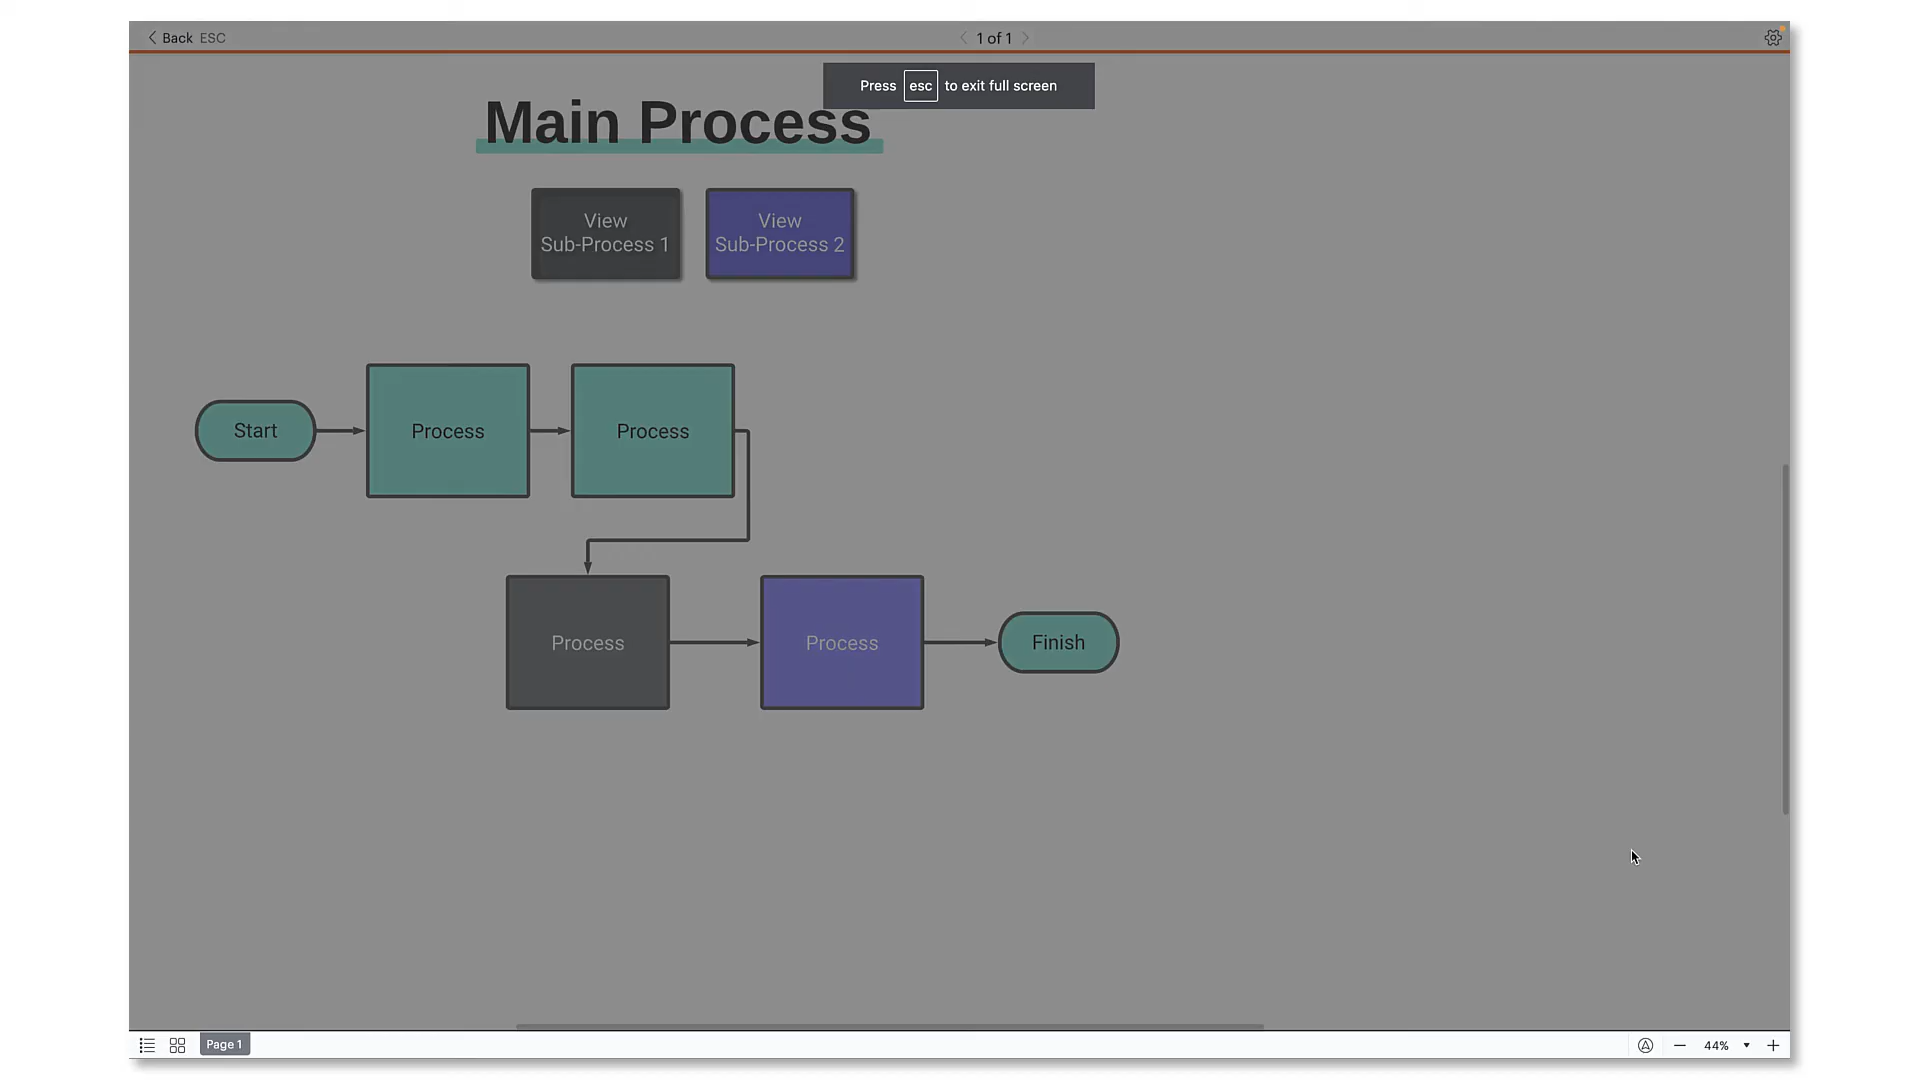 Back ESC
1 of 1
Press esc to exit full screen
Main Process
View
Sub-Process 1
View
Sub-Process 2
Start
Process
Process
Process
Process
Finish
Page 1
44%